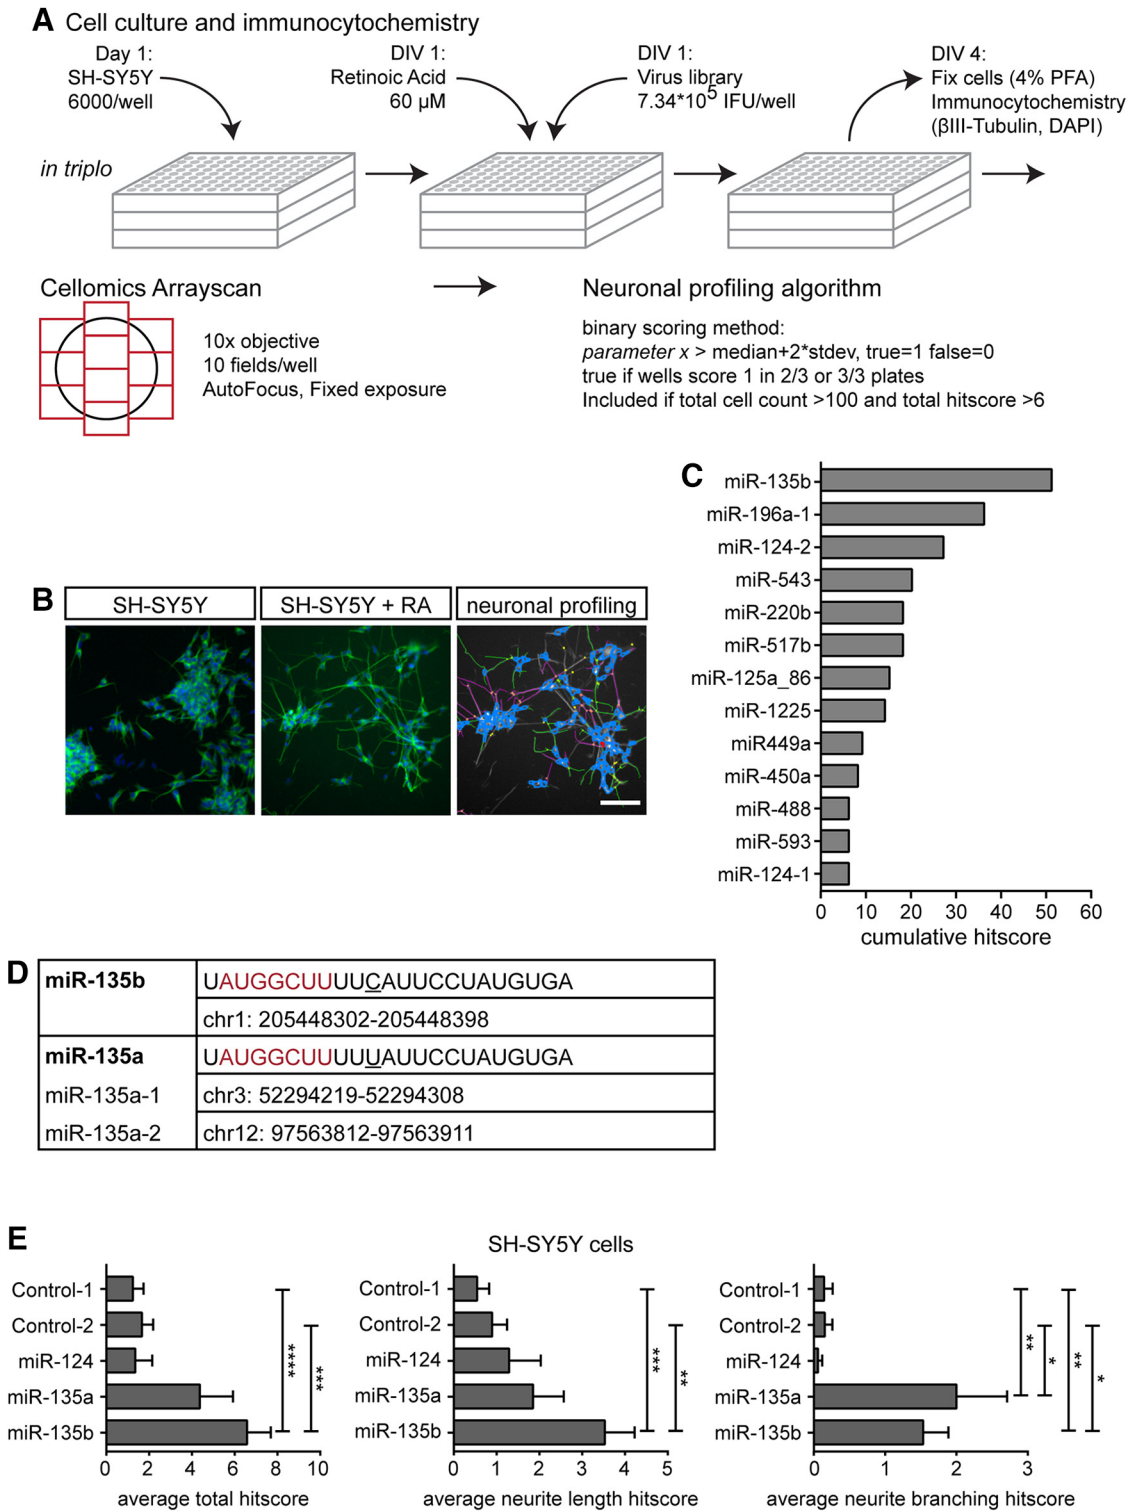 A Cell culture and immunocytochemistry
Day 1:
SH-SY5Y
6000/well
DIV 1:
Retinoic Acid
60 µM
DIV 1:
Virus library
7.34*10^5 IFU/well
DIV 4:
Fix cells (4% PFA)
Immunocytochemistry
(βIII-Tubulin, DAPI)
in triplo
Cellomics Arrayscan
10x objective
10 fields/well
AutoFocus, Fixed exposure
Neuronal profiling algorithm
binary scoring method:
parameter x > median+2*stdev, true=1 false=0
true if wells score 1 in 2/3 or 3/3 plates
Included if total cell count >100 and total hitscore >6
B
SH-SY5Y
SH-SY5Y + RA
neuronal profiling
C
miR-135b
miR-196a-1
miR-124-2
miR-543
miR-220b
miR-517b
miR-125a_86
miR-1225
miR449a
miR-450a
miR-488
miR-593
miR-124-1
0 10 20 30 40 50 60
cumulative hitscore
D
miR-135b UAUGGCUUUUCAUUCCUAUGUGA
chr1: 205448302-205448398
miR-135a UAUGGCUUUUUAUUCCUAUGUGA
miR-135a-1 chr3: 52294219-52294308
miR-135a-2 chr12: 97563812-97563911
E
SH-SY5Y cells
Control-1
Control-2
miR-124
miR-135a
miR-135b
****
***
0 2 4 6 8 10
average total hitscore
Control-1
Control-2
miR-124
miR-135a
miR-135b
***
**
0 1 2 3 4 5
average neurite length hitscore
Control-1
Control-2
miR-124
miR-135a
miR-135b
**
*
**
*
0 1 2 3
average neurite branching hitscore